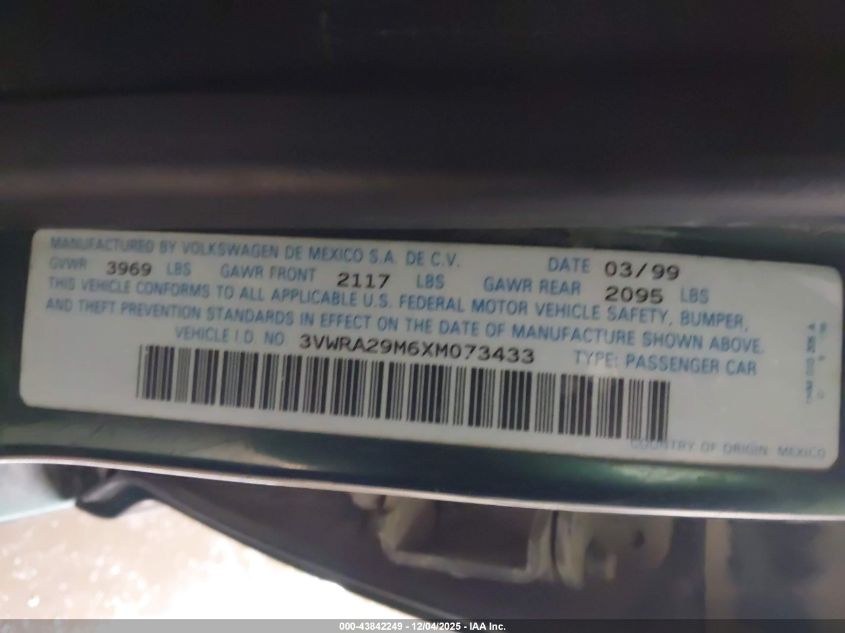 MANUFACTURED BY VOLKSWAGEN DE MEXICO S.A. DE C.V. DATE 03/99
GVWR 3969 LBS GAWR FRONT 2117 LBS GAWR REAR 2095 LBS
THIS VEHICLE CONFORMS TO ALL APPLICABLE U.S. FEDERAL MOTOR VEHICLE SAFETY, BUMPER,
AND THEFT PREVENTION STANDARDS IN EFFECT ON THE DATE OF MANUFACTURE SHOWN ABOVE.
VEHICLE I.D. NO 3VWRA29M6XM073433 TYPE: PASSENGER CAR
COUNTRY OF ORIGIN MEXICO
000-43842249 - 12/04/2025 - IAA Inc.